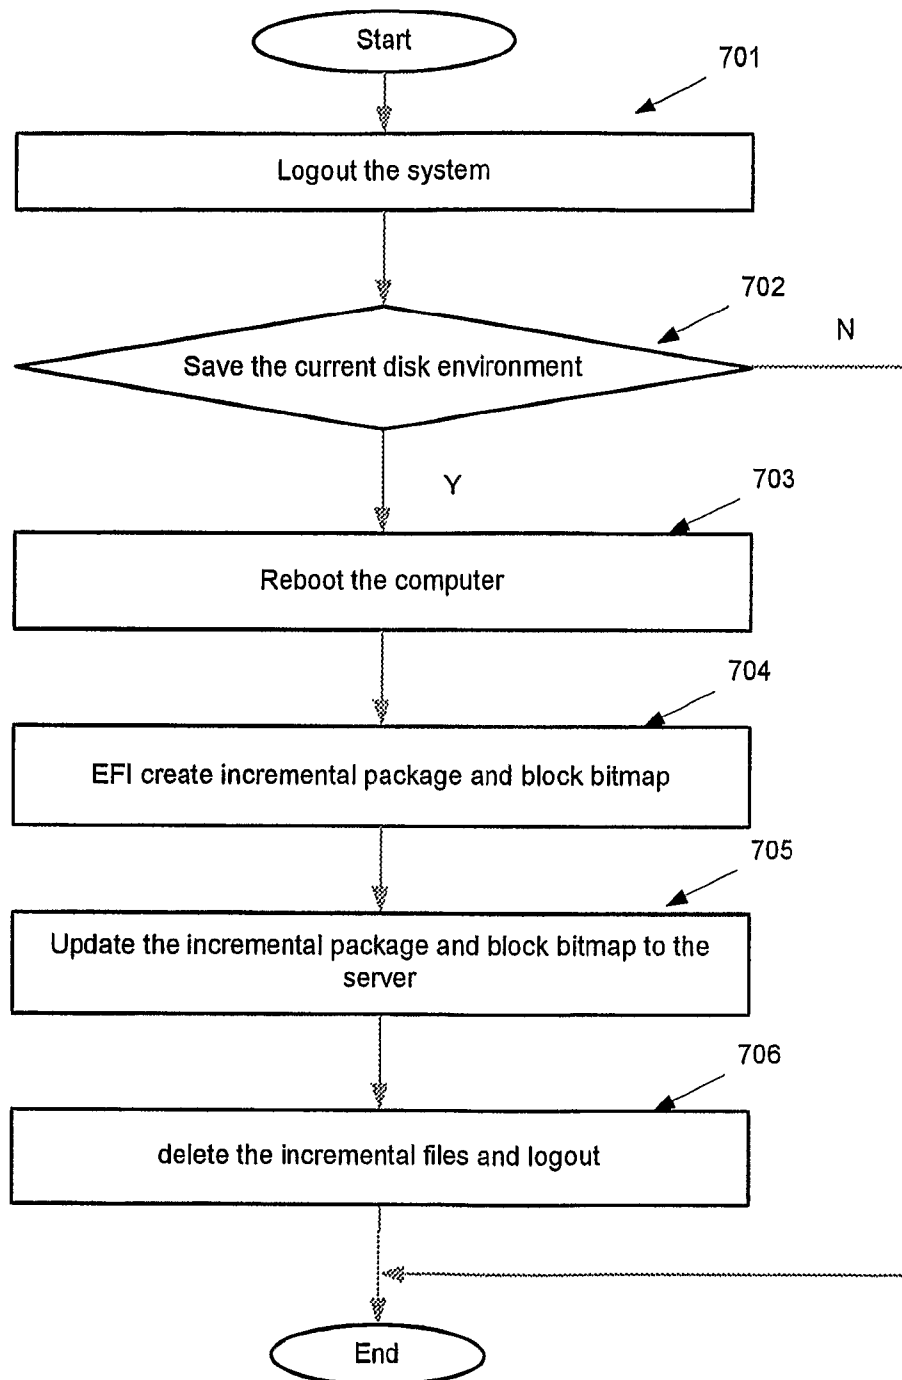 Start
701
Logout the system
702
N
Save the current disk environment
Y
703
Reboot the computer
704
EFI create incremental package and block bitmap
705
Update the incremental package and block bitmap to the
server
706
delete the incremental files and logout
End